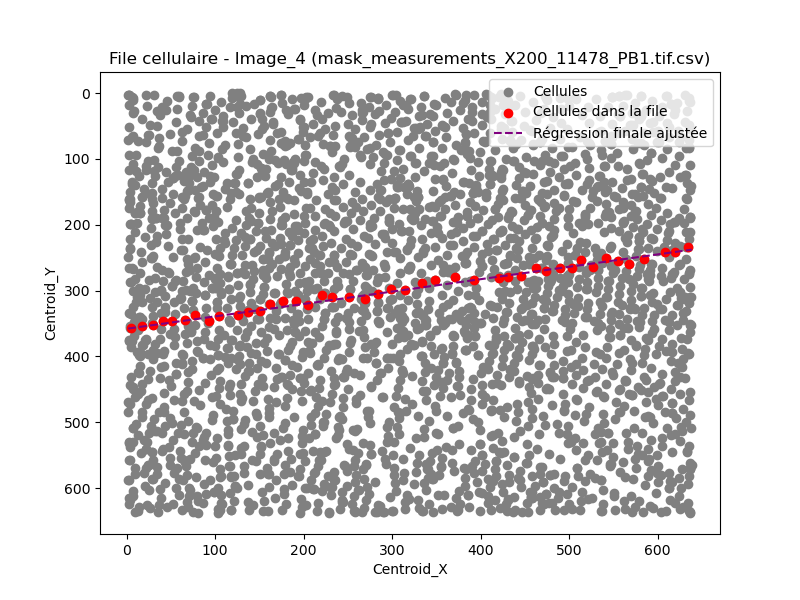 File cellulaire - Image_4 (mask_measurements_X200_11478_PB1.tif.csv)
Cellules
Cellules dans la file
Régression finale ajustée
0
100
200
300
400
500
600
Centroid_Y
0 100 200 300 400 500 600
Centroid_X